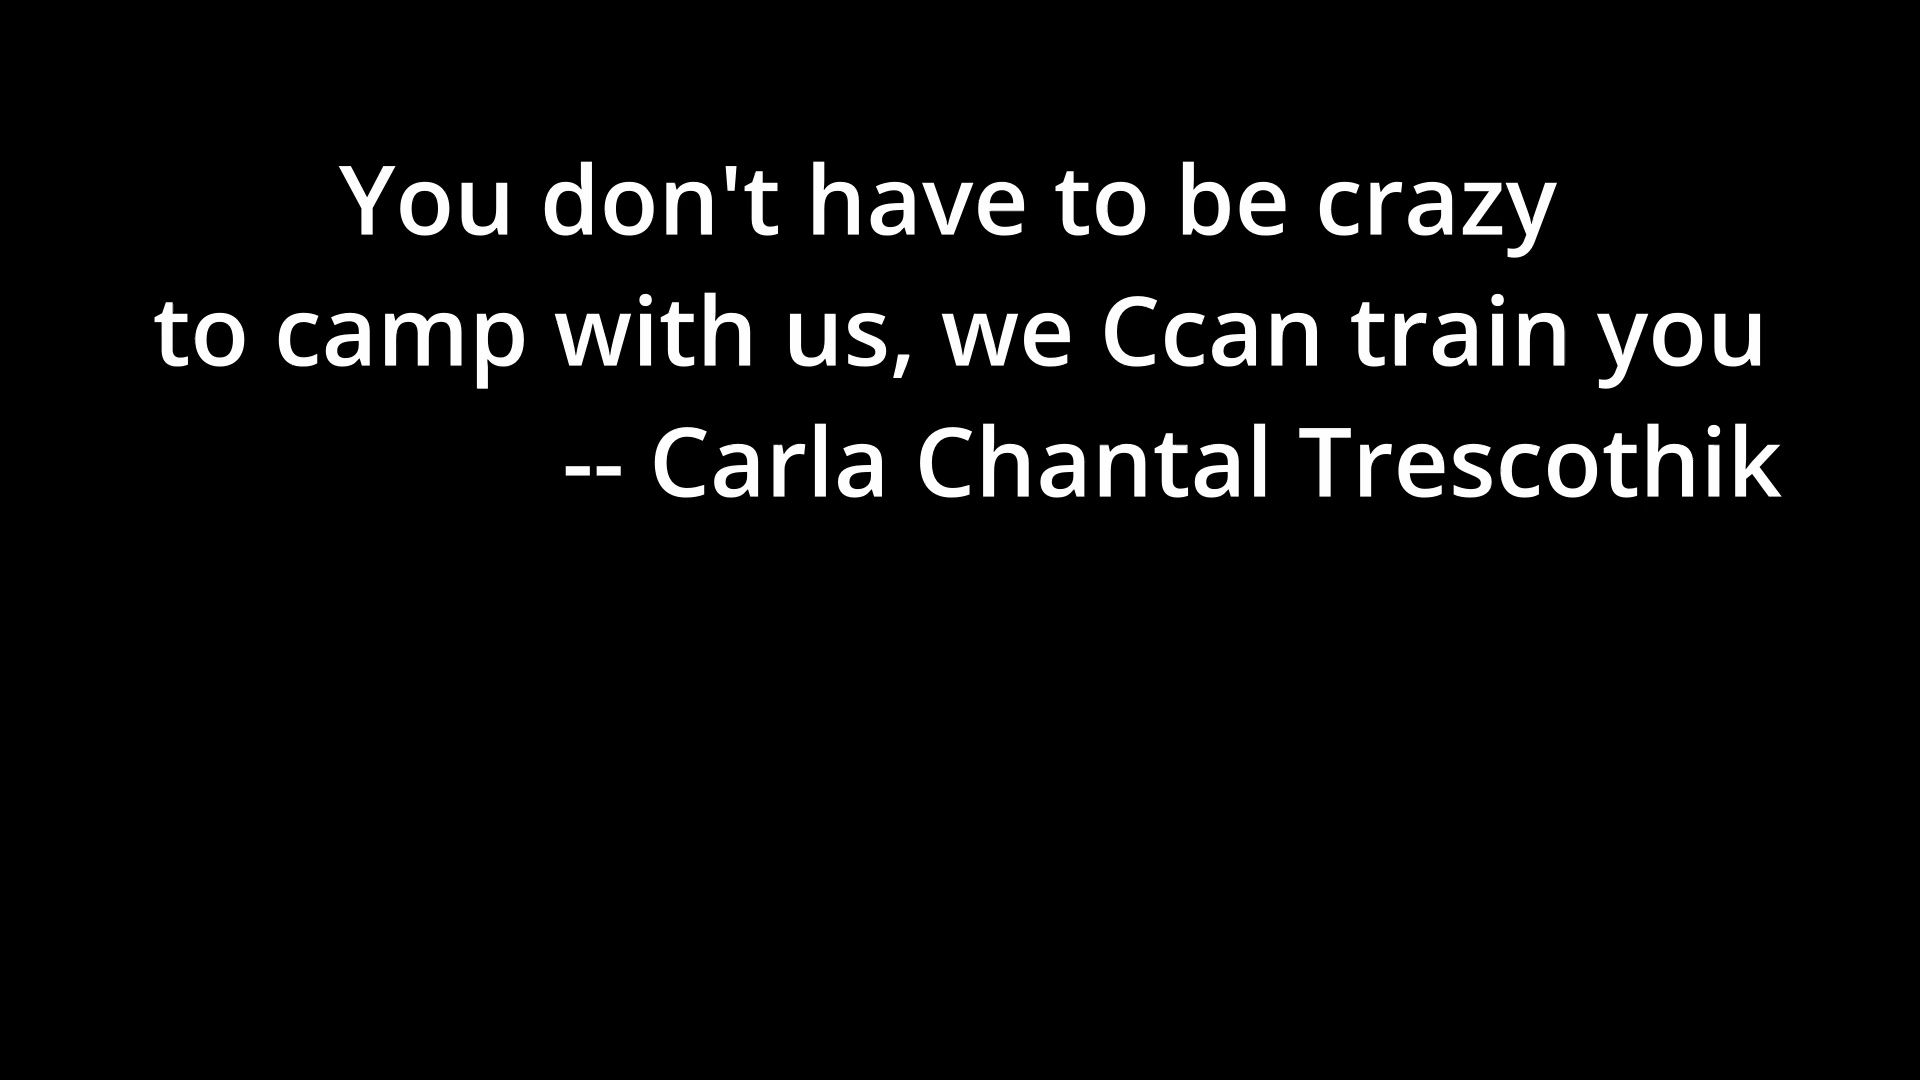 You don't have to be crazy
to camp with us, we Ccan train you
-- Carla Chantal Trescothik